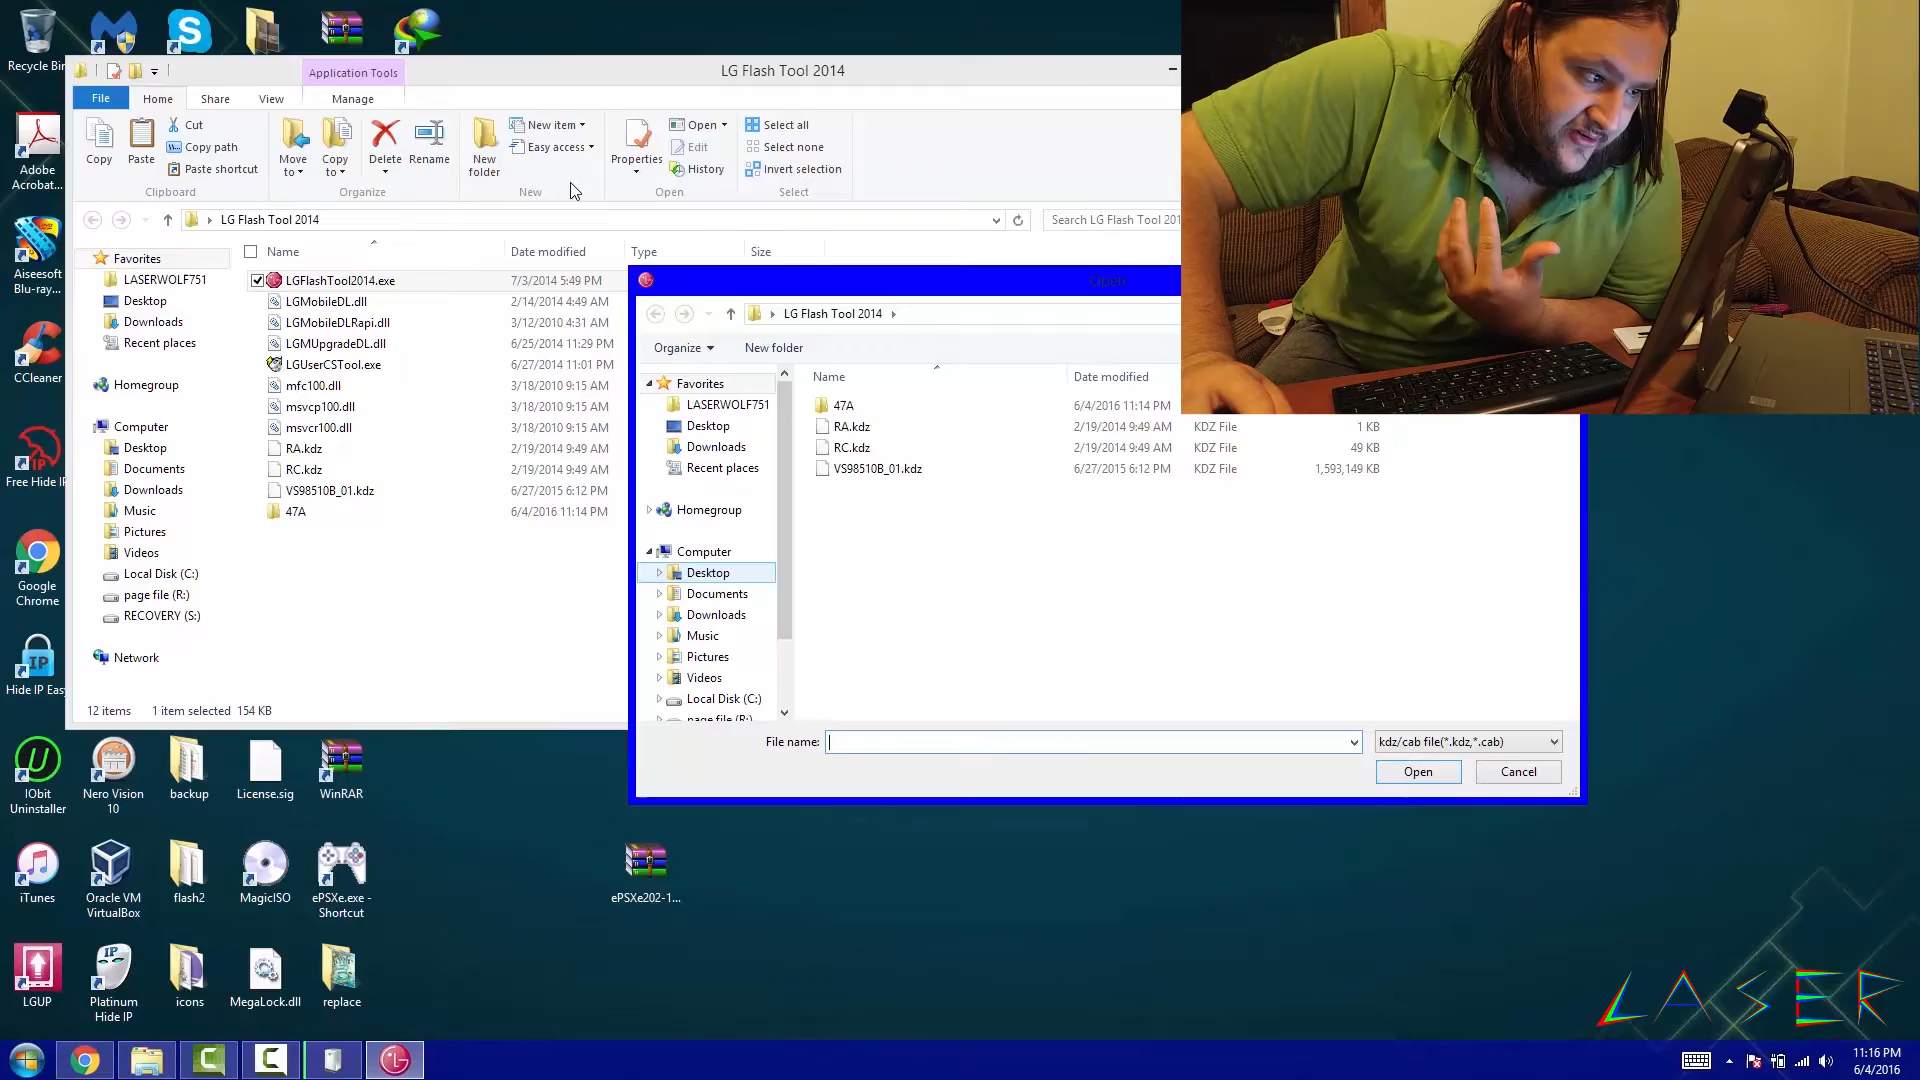 Recycle Bin
Application Tools
LG Flash Tool 2014
File
Home
Share
View
Manage
Copy
Paste
Cut
Copy path
Paste shortcut
Clipboard
Move to
Copy to
Delete
Rename
Organize
New folder
New item
Easy access
New
Properties
Open
Edit
History
Open
Select all
Select none
Invert selection
Select
LG Flash Tool 2014
Search LG Flash Tool 201
Name
Date modified
Type
Size
Favorites
LASERWOLF751
Desktop
Downloads
Recent places
Homegroup
Computer
Desktop
Documents
Downloads
Music
Pictures
Videos
Local Disk (C:)
page file (R:)
RECOVERY (S:)
Network
LGFlashTool2014.exe 7/3/2014 5:49 PM
LGMobileDL.dll 2/14/2014 4:49 AM
LGMobileDLRapi.dll 3/12/2010 4:31 AM
LGMUpgradeDL.dll 6/25/2014 11:29 PM
LGUserCSTool.exe 6/27/2014 11:01 PM
mfc100.dll 3/18/2010 9:15 AM
msvcp100.dll 3/18/2010 9:15 AM
msvcr100.dll 3/18/2010 9:15 AM
RA.kdz 2/19/2014 9:49 AM
RC.kdz 2/19/2014 9:49 AM
VS98510B_01.kdz 6/27/2015 6:12 PM
47A 6/4/2016 11:14 PM
12 items 1 item selected 154 KB
Open
LG Flash Tool 2014
Organize
New folder
Favorites
LASERWOLF751
Desktop
Downloads
Recent places
Homegroup
Computer
Desktop
Documents
Downloads
Music
Pictures
Videos
Local Disk (C:)
page file (R:)
Name Date modified
47A 6/4/2016 11:14 PM
RA.kdz 2/19/2014 9:49 AM KDZ File 1 KB
RC.kdz 2/19/2014 9:49 AM KDZ File 49 KB
VS98510B_01.kdz 6/27/2015 6:12 PM KDZ File 1,593,149 KB
File name:
kdz/cab file(*.kdz,*.cab)
Open
Cancel
Adobe
Acrobat...
Aiseesoft
Blu-ray...
CCleaner
Free Hide IP
Google
Chrome
Hide IP Easy
IObit
Uninstaller
Nero Vision
10
backup
License.sig
WinRAR
iTunes
Oracle VM
VirtualBox
flash2
MagicISO
ePSXe.exe -
Shortcut
ePSXe202-1...
LGUP
Platinum
Hide IP
icons
MegaLock.dll
replace
LASER
11:16 PM
6/4/2016